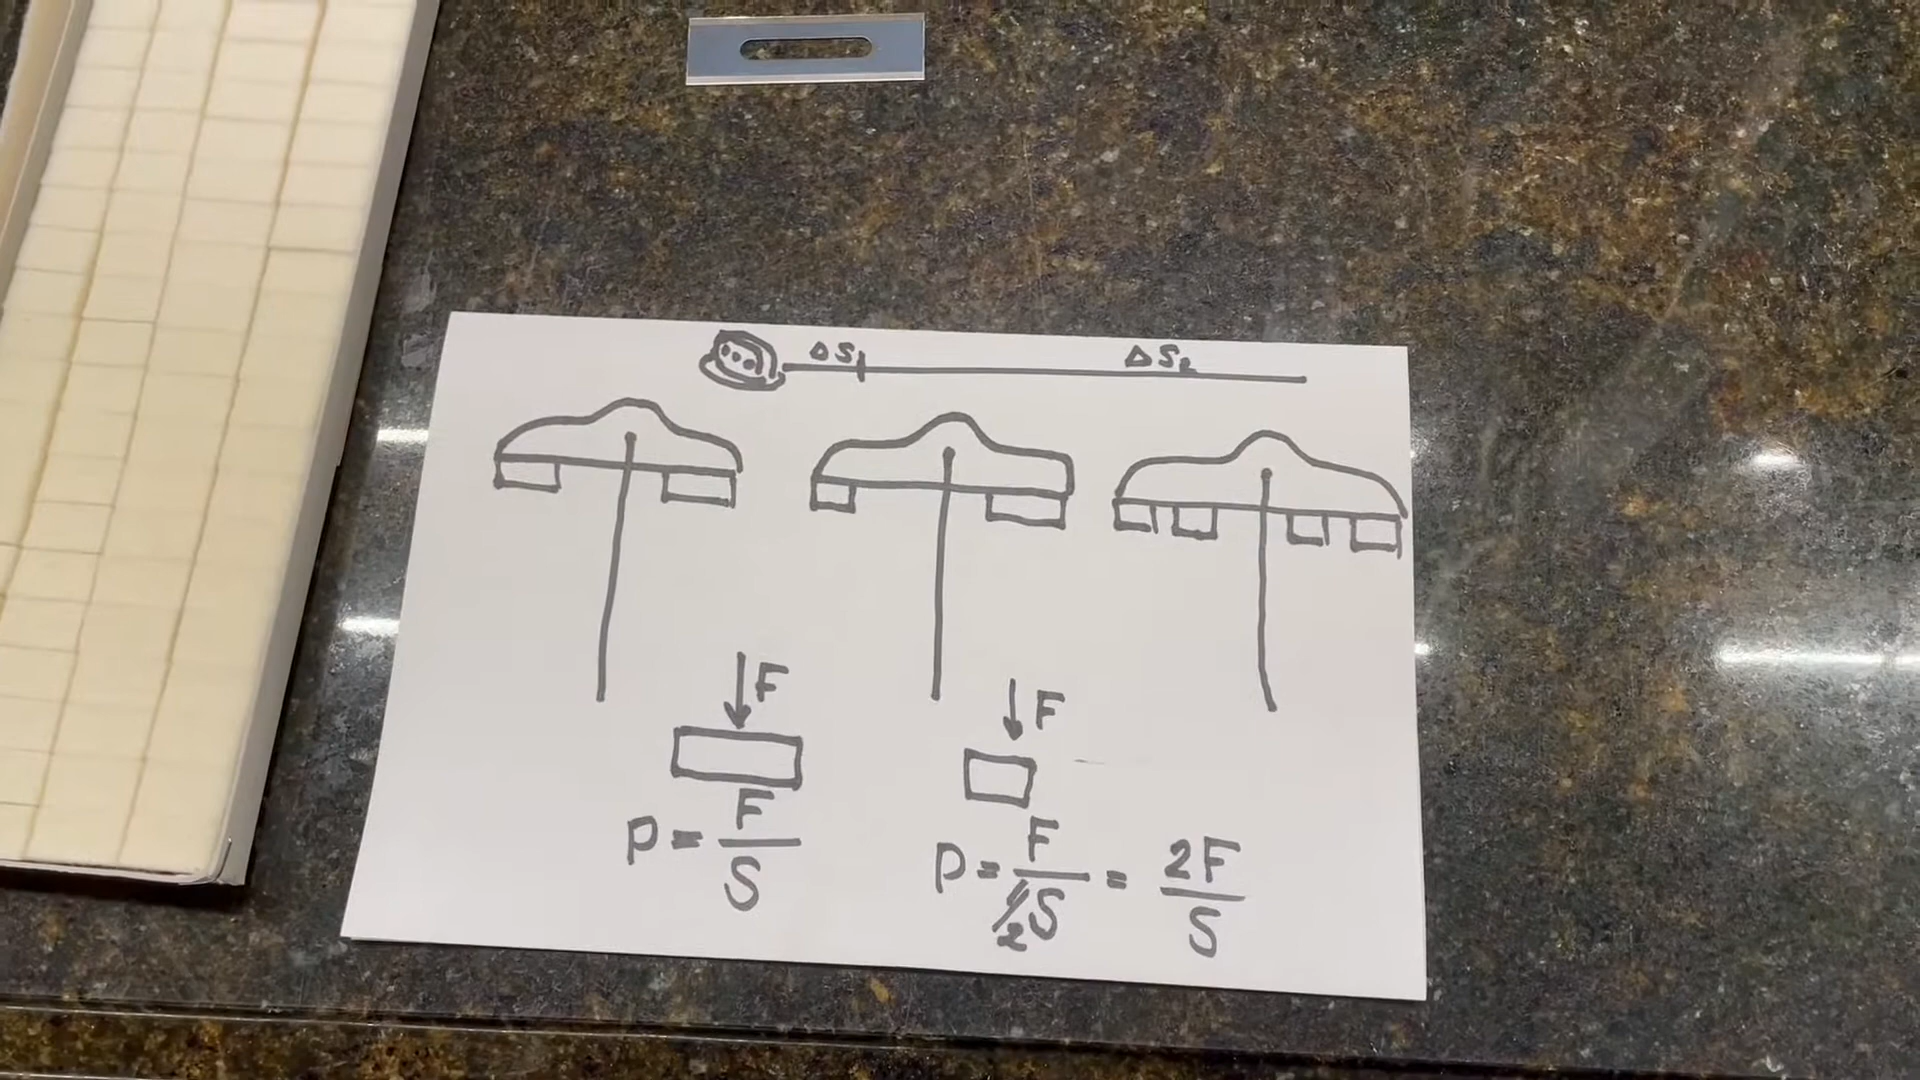 ΔS₁ ΔS₂
F F
P = F/S
P = F/½S = 2F/S